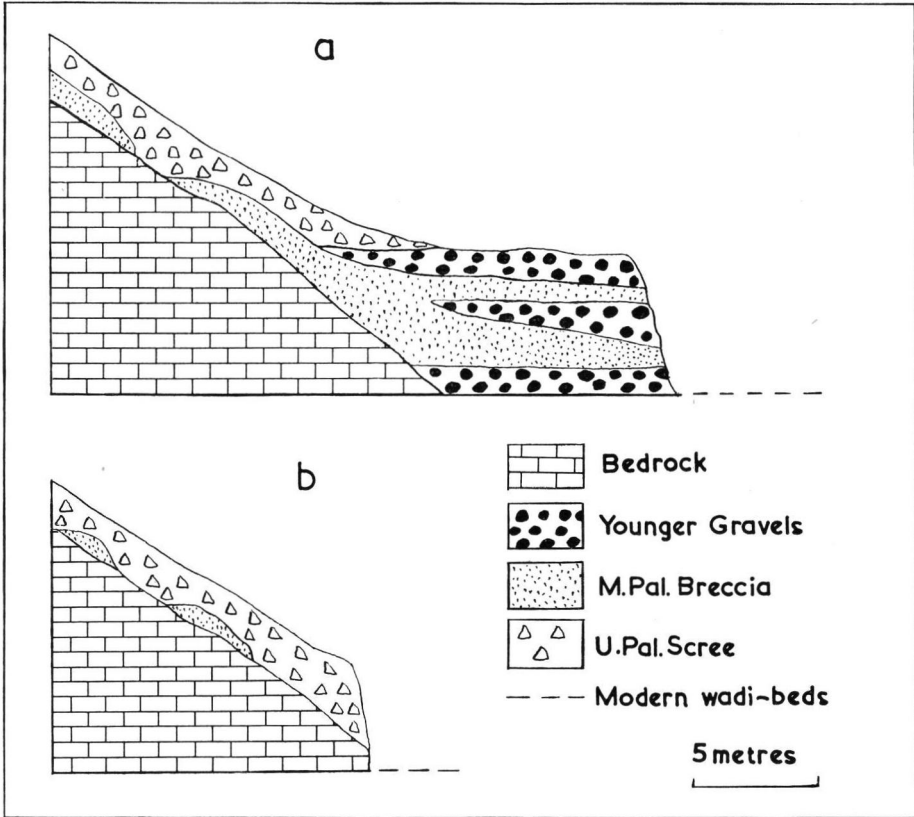 a
b
Bedrock
Younger Gravels
M.Pal. Breccia
U.Pal. Scree
Modern wadi-beds
5 metres